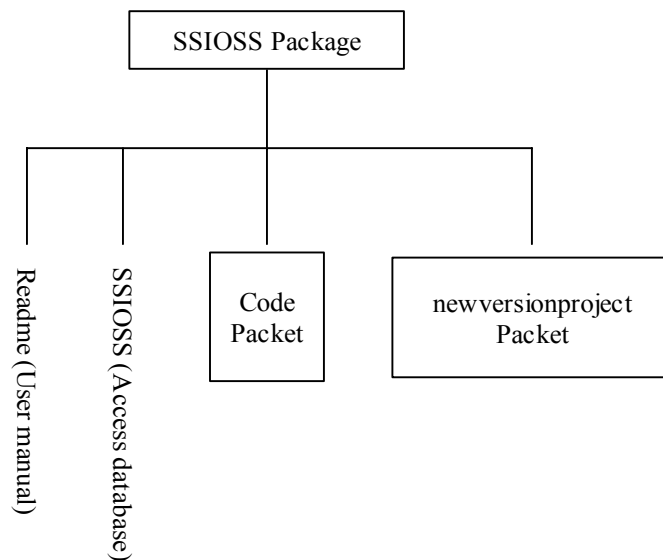 SSIOSS Package
Readme (User manual)
SSIOSS (Access database)
Code
Packet
newversionproject
Packet